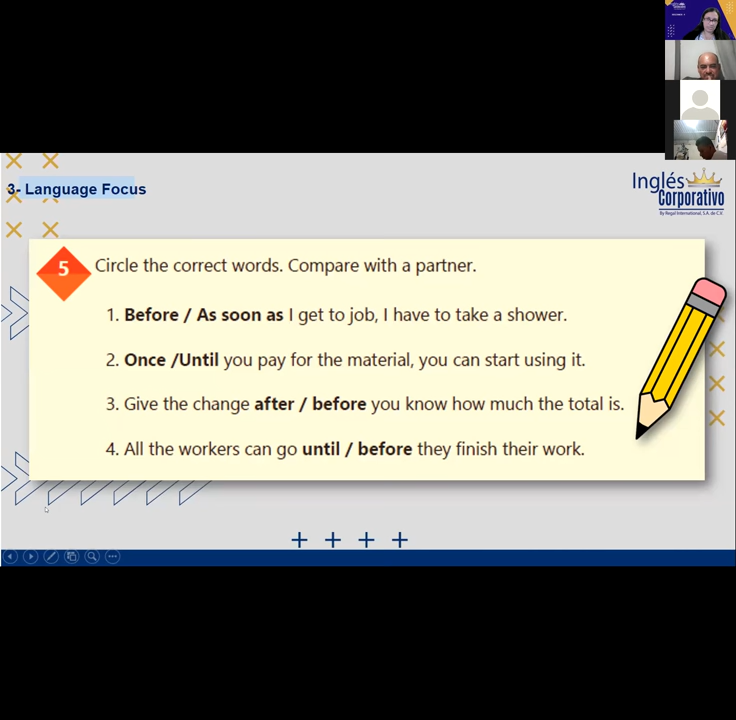 3- Language Focus
Inglés
Corporativo
By Regal International, S.A. de C.V.
5
Circle the correct words. Compare with a partner.
1. Before / As soon as I get to job, I have to take a shower.
2. Once /Until you pay for the material, you can start using it.
3. Give the change after / before you know how much the total is.
4. All the workers can go until / before they finish their work.